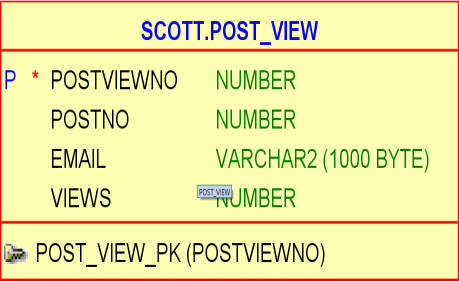 SCOTT.POST_VIEW
P * POSTVIEWNO NUMBER
POSTNO NUMBER
EMAIL VARCHAR2 (1000 BYTE)
VIEWS POST_VIEW NUMBER
POST_VIEW_PK (POSTVIEWNO)